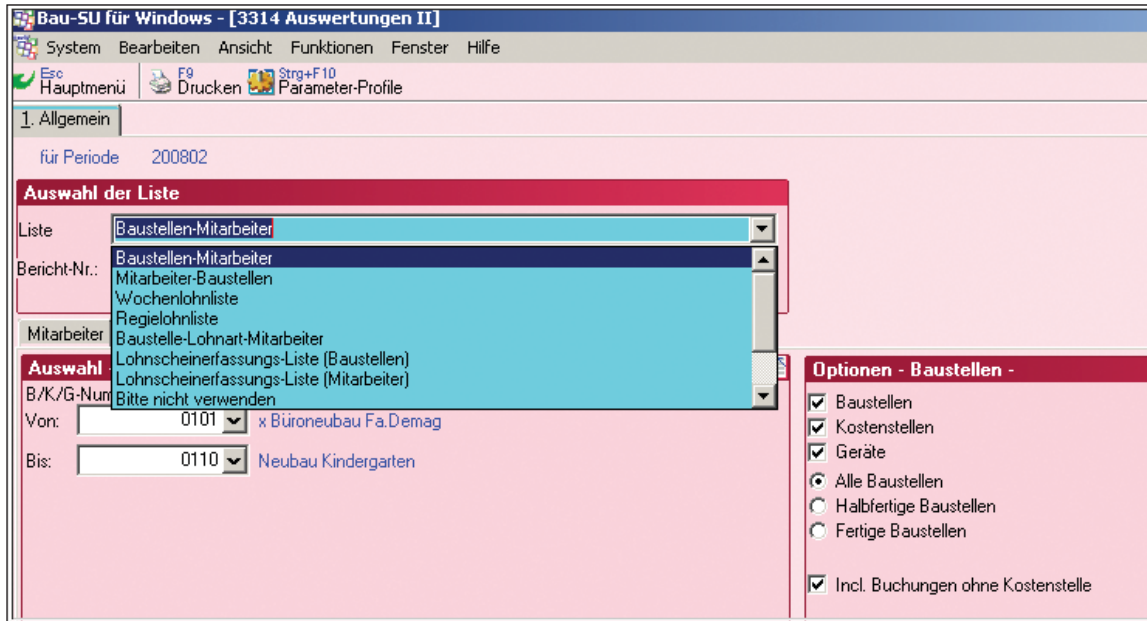 Bau-SU für Windows - [3314 Auswertungen II]
System Bearbeiten Ansicht Funktionen Fenster Hilfe
Esc F9 Strg+F10
Hauptmenü Drucken Parameter-Profile
1. Allgemein
für Periode 200802
Auswahl der Liste
Liste Baustellen-Mitarbeiter
Baustellen-Mitarbeiter
Bericht-Nr.: Mitarbeiter-Baustellen
Wochenlohnliste
Regielohnliste
Mitarbeiter Baustelle-Lohnart-Mitarbeiter
Lohnscheinerfassungs-Liste (Baustellen)
Auswahl - Lohnscheinerfassungs-Liste (Mitarbeiter) Optionen - Baustellen -
B/K/G-Num Bitte nicht verwenden Baustellen
Von: 0101 x Büroneubau Fa.Demag
Kostenstellen
Geräte
Bis: 0110 Neubau Kindergarten
Alle Baustellen
Halbfertige Baustellen
Fertige Baustellen
Incl. Buchungen ohne Kostenstelle